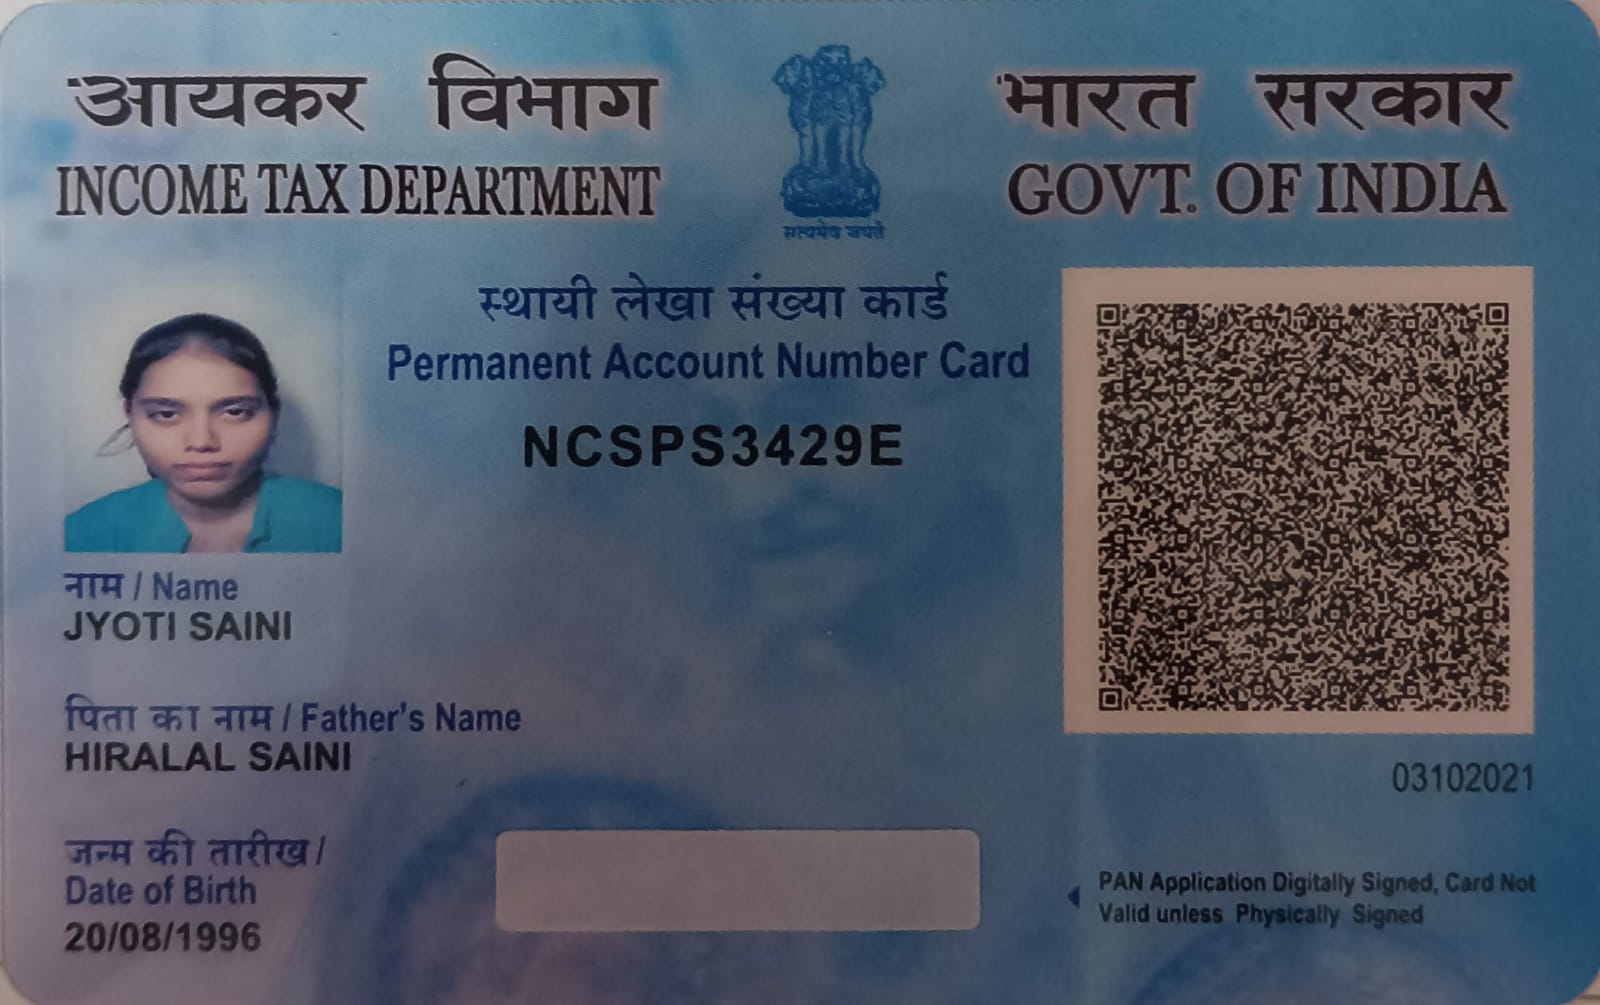 आयकर विभाग
INCOME TAX DEPARTMENT
सत्यमेव जयते
भारत सरकार
GOVT. OF INDIA
स्थायी लेखा संख्या कार्ड
Permanent Account Number Card
NCSPS3429E
नाम / Name
JYOTI SAINI
पिता का नाम / Father's Name
HIRALAL SAINI
जन्म की तारीख /
Date of Birth
20/08/1996
03102021
PAN Application Digitally Signed, Card Not
Valid unless Physically Signed